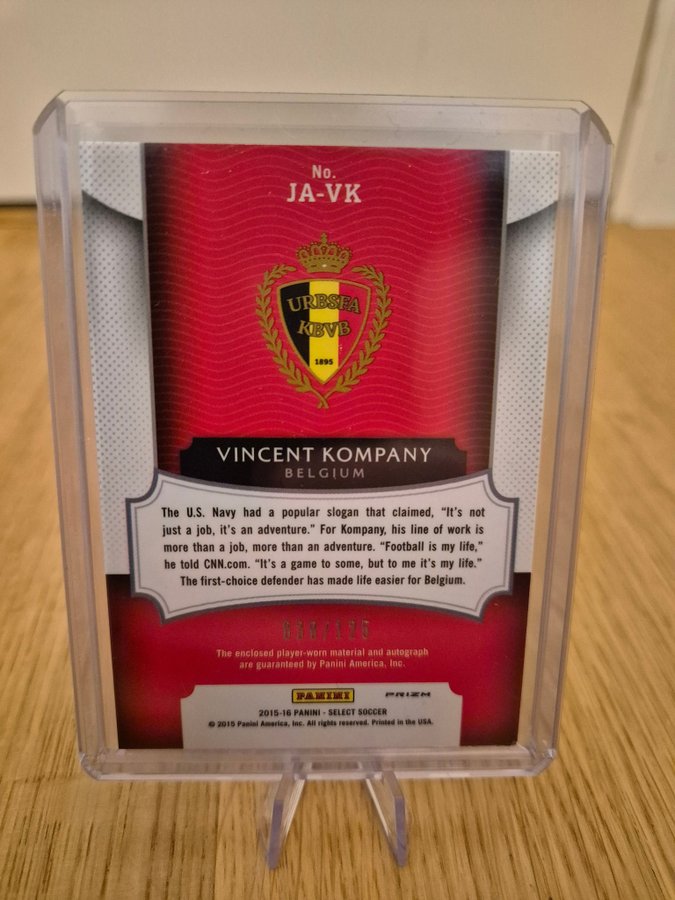 No.
JA-VK
URBSFA
KBVB
1895
VINCENT KOMPANY
BELGIUM
The U.S. Navy had a popular slogan that claimed, “It’s not
just a job, it’s an adventure.” For Kompany, his line of work is
more than a job, more than an adventure. “Football is my life,”
he told CNN.com. “It’s a game to some, but to me it’s my life.”
The first-choice defender has made life easier for Belgium.
The enclosed player-worn material and autograph
are guaranteed by Panini America, Inc.
PANINI
PRIZM
2015-16 PANINI - SELECT SOCCER
© 2015 Panini America, Inc. All rights reserved. Printed in the USA.